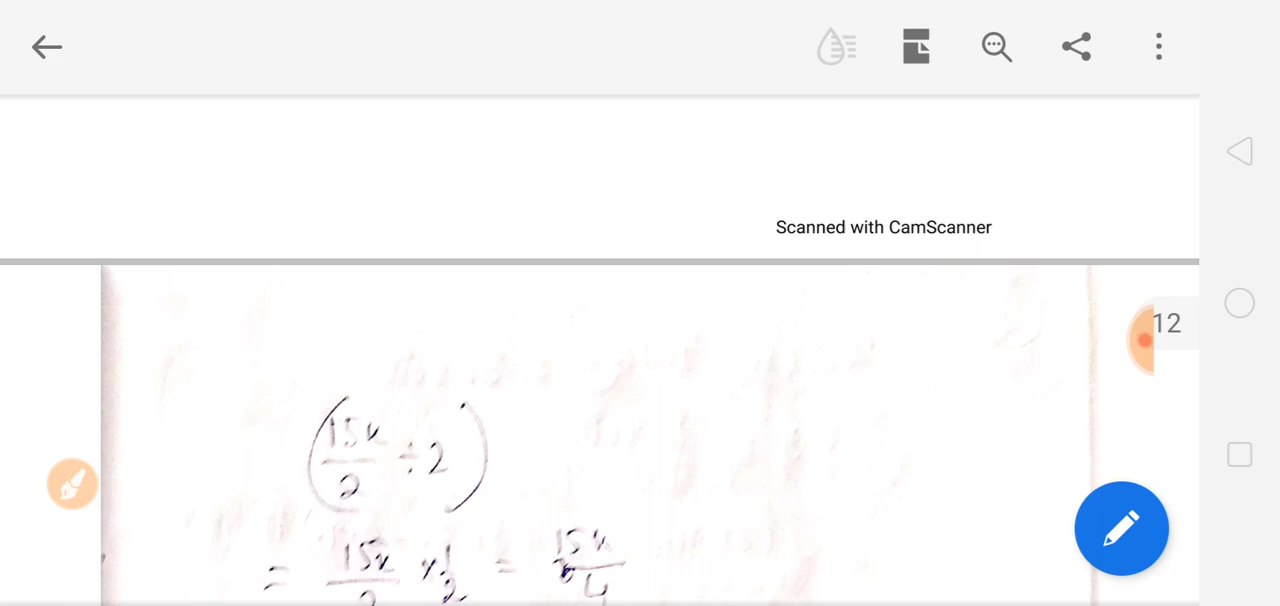 Scanned with CamScanner
12
(15x/2 ÷ 2)
= 15x/2 × 1/2 = 15x/4